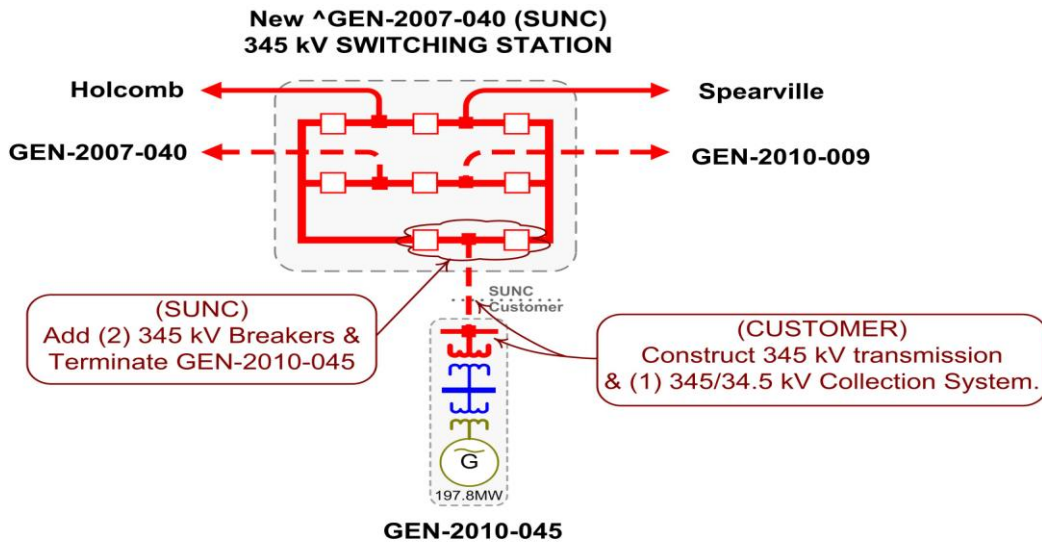 New ^GEN-2007-040 (SUNC)
345 kV SWITCHING STATION
Holcomb
Spearville
GEN-2007-040
GEN-2010-009
SUNC
Customer
(SUNC)
Add (2) 345 kV Breakers &
Terminate GEN-2010-045
(CUSTOMER)
Construct 345 kV transmission
& (1) 345/34.5 kV Collection System.
G
197.8MW
GEN-2010-045